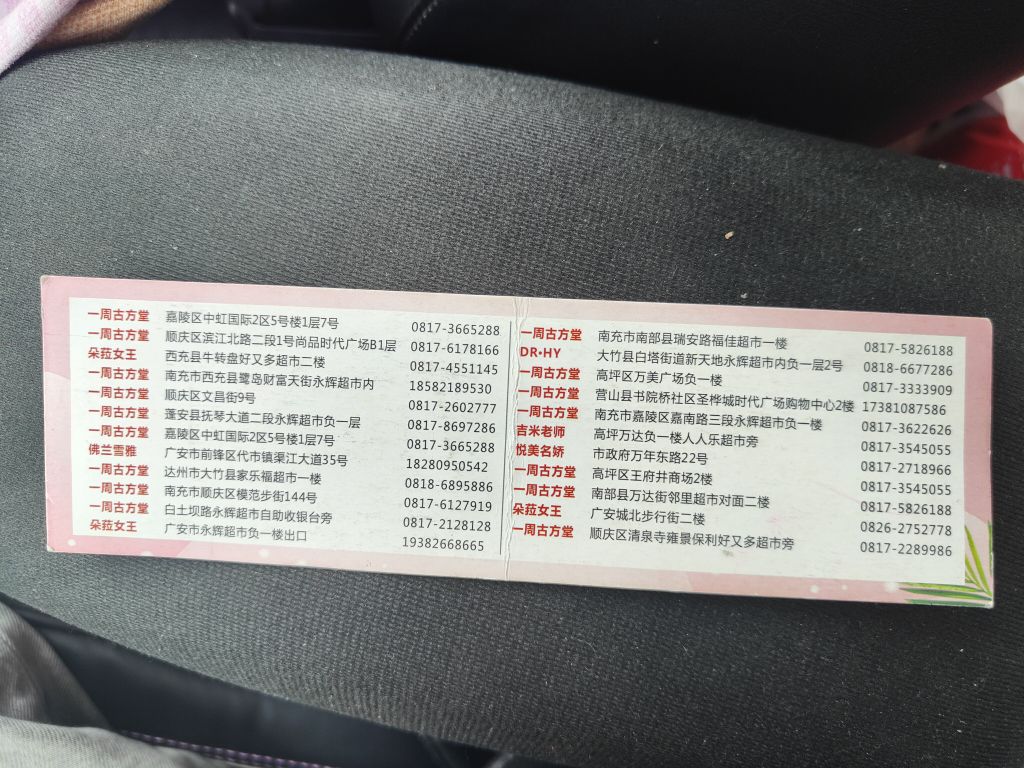 一周古方堂 嘉陵区中虹国际2区5号楼1层7号 0817-3665288
一周古方堂 顺庆区滨江北路二段1号尚品时代广场B1层 0817-6178166
朵菈女王 西充县牛转盘好又多超市二楼 0817-4551145
一周古方堂 南充市西充县鹭岛财富天街永辉超市内 18582189530
一周古方堂 顺庆区文昌街9号 0817-2602777
一周古方堂 蓬安县抚琴大道二段永辉超市负一层 0817-8697286
一周古方堂 嘉陵区中虹国际2区5号楼1层7号 0817-3665288
佛兰雪雅 广安市前锋区代市镇渠江大道35号 18280950542
一周古方堂 达州市大竹县家乐福超市一楼 0818-6895886
一周古方堂 南充市顺庆区模范步街144号 0817-6127919
一周古方堂 白土坝路永辉超市自助收银台旁 0817-2128128
朵菈女王 广安市永辉超市负一楼出口 19382668665
一周古方堂 南充市南部县瑞安路福佳超市一楼 0817-5826188
DR·HY 大竹县白塔街道新天地永辉超市内负一层2号 0818-6677286
一周古方堂 高坪区万美广场负一楼 0817-3333909
一周古方堂 营山县书院桥社区圣桦城时代广场购物中心2楼 17381087586
一周古方堂 南充市嘉陵区嘉南路三段永辉超市负一楼 0817-3622626
吉米老师 高坪万达负一楼人人乐超市旁 0817-3545055
悦美名娇 市政府万年东路22号 0817-2718966
一周古方堂 高坪区王府井商场2楼 0817-3545055
一周古方堂 南部县万达街邻里超市对面二楼 0817-5826188
朵菈女王 广安城北步行街二楼 0826-2752778
一周古方堂 顺庆区清泉寺雍景保利好又多超市旁 0817-2289986